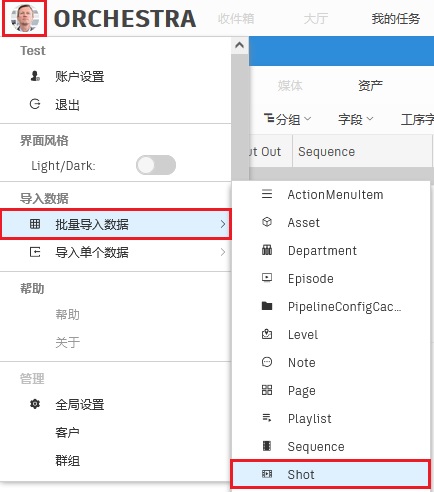 ORCHESTRA 收件箱 大厅 我的任务
Test
账户设置
退出
界面风格
Light/Dark:
导入数据
批量导入数据
导入单个数据
帮助
帮助
关于
管理
全局设置
客户
群组
媒体 资产
分组 字段 工序字
ut Out Sequence
ActionMenuItem
Asset
Department
Episode
PipelineConfigCac...
Level
Note
Page
Playlist
Sequence
Shot